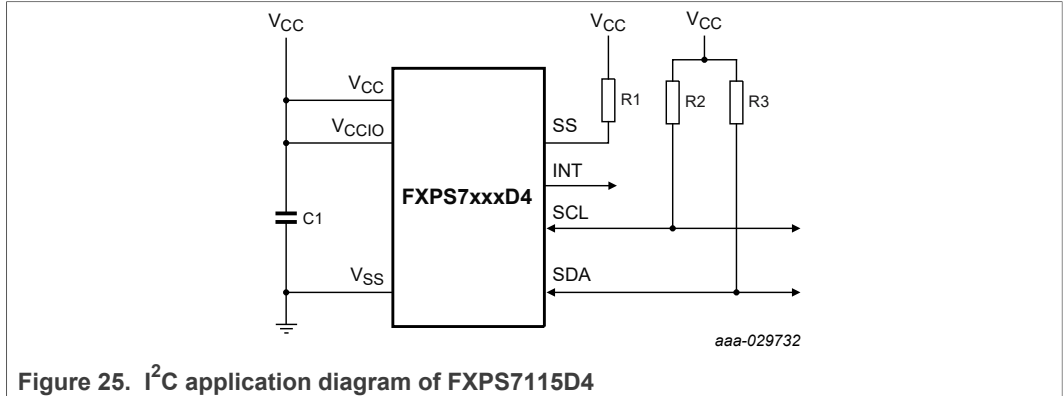 VCC
VCC
VCC
VCC
VCCIO
VSS
C1
FXPS7xxxD4
SS
INT
SCL
SDA
R1
R2
R3
aaa-029732
Figure 25. I2C application diagram of FXPS7115D4